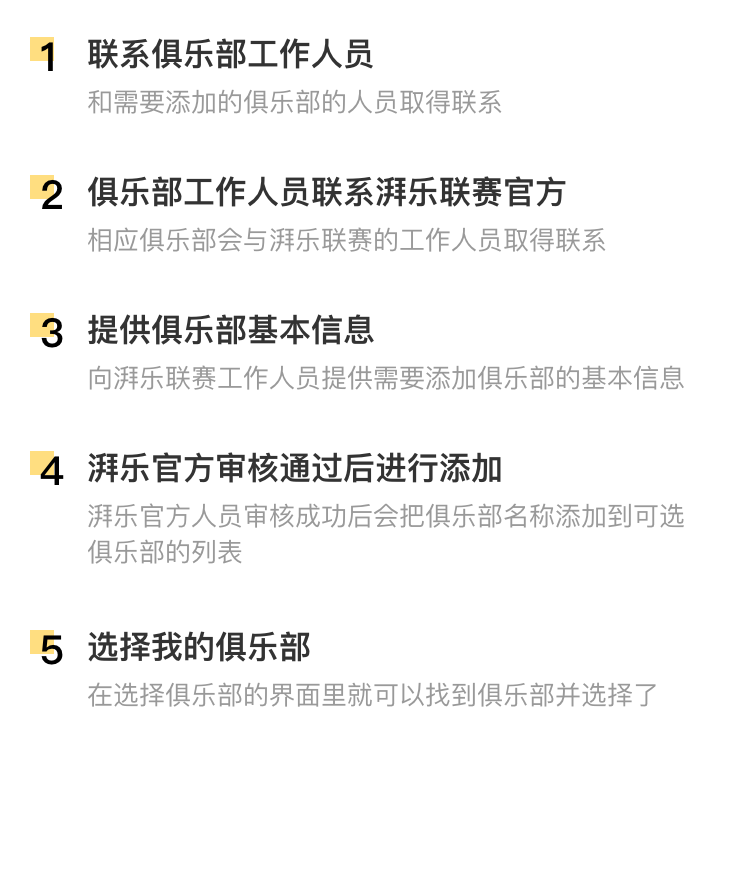 1 联系俱乐部工作人员
和需要添加的俱乐部的人员取得联系
2 俱乐部工作人员联系湃乐联赛官方
相应俱乐部会与湃乐联赛的工作人员取得联系
3 提供俱乐部基本信息
向湃乐联赛工作人员提供需要添加俱乐部的基本信息
4 湃乐官方审核通过后进行添加
湃乐官方人员审核成功后会把俱乐部名称添加到可选
俱乐部的列表
5 选择我的俱乐部
在选择俱乐部的界面里就可以找到俱乐部并选择了